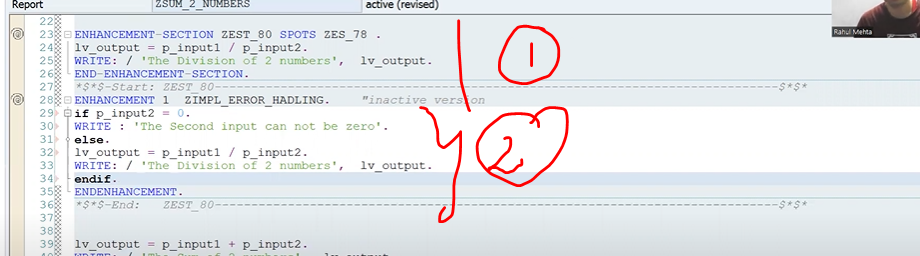 Report ZSUM_2_NUMBERS active (revised)
Rahul Mehta
22
23 ENHANCEMENT-SECTION ZEST_80 SPOTS ZES_78 .
24 lv_output = p_input1 / p_input2.
25 WRITE: / 'The Division of 2 numbers', lv_output.
26 END-ENHANCEMENT-SECTION.
27 *$*$-Start: ZEST_80---------------------------------------------------------------------------$*$*
28 ENHANCEMENT 1 ZIMPL_ERROR_HADLING. "inactive version
29 if p_input2 = 0.
30 WRITE : 'The Second input can not be zero'.
31 else.
32 lv_output = p_input1 / p_input2.
33 WRITE: / 'The Division of 2 numbers', lv_output.
34 endif.
35 ENDENHANCEMENT.
36 *$*$-End: ZEST_80---------------------------------------------------------------------------$*$*
37
38
39 lv_output = p_input1 + p_input2.
1
2